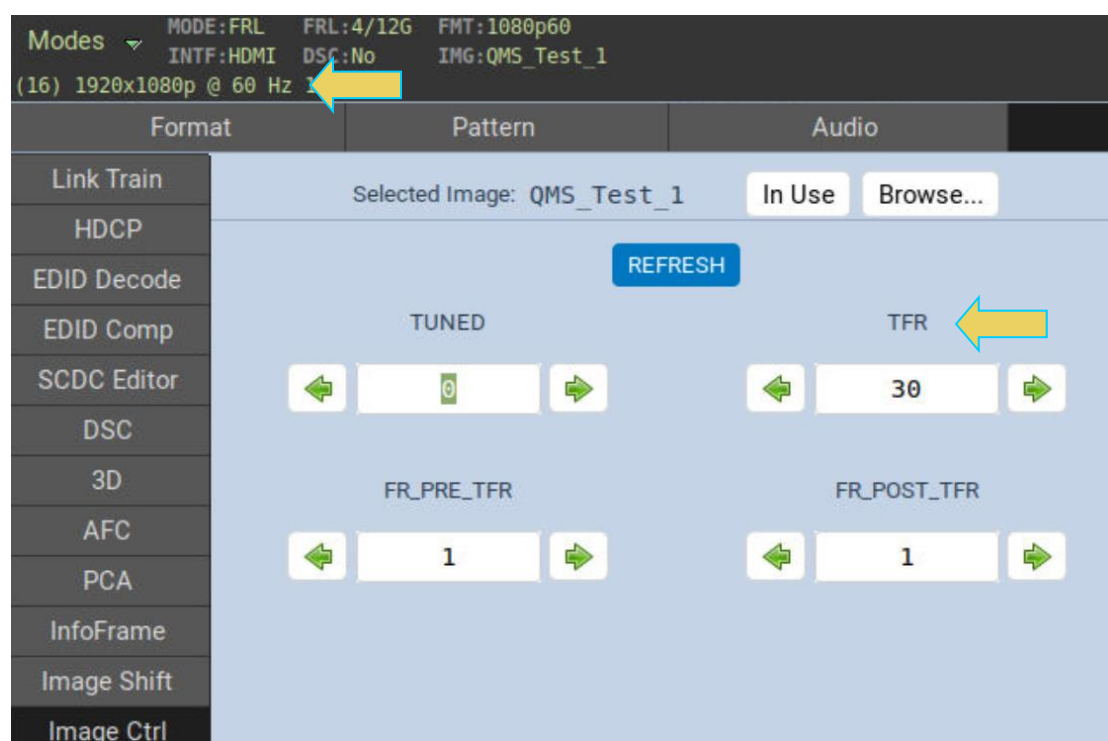 Modes MODE:FRL FRL:4/12G FMT:1080p60
INTF:HDMI DSC:No IMG:QMS_Test_1
(16) 1920x1080p @ 60 Hz
Format Pattern Audio
Link Train
HDCP
EDID Decode
EDID Comp
SCDC Editor
DSC
3D
AFC
PCA
InfoFrame
Image Shift
Image Ctrl
Selected Image: QMS_Test_1 In Use Browse...
REFRESH
TUNED TFR
0 30
FR_PRE_TFR FR_POST_TFR
1 1